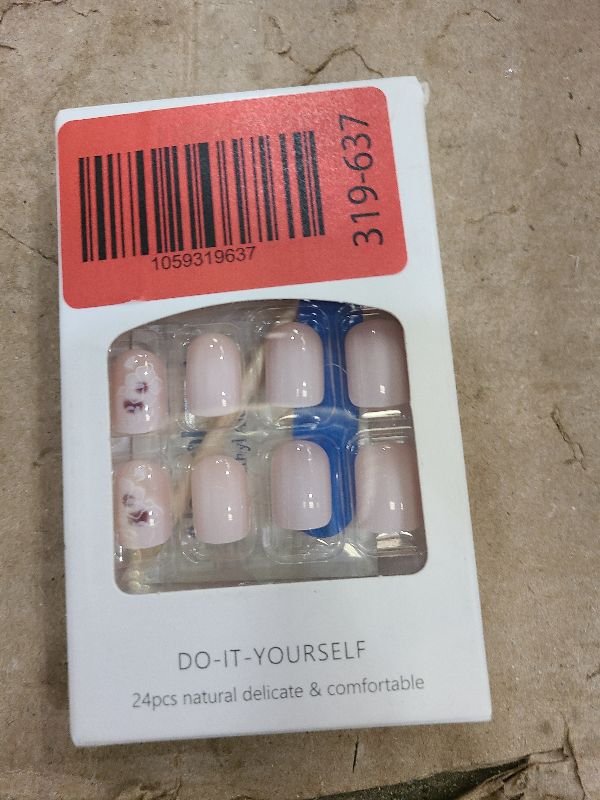 319-637
1059319637
DO-IT-YOURSELF
24pcs natural delicate & comfortable